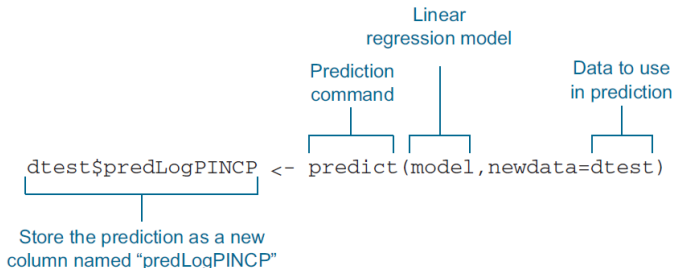 Linear
regression model
Prediction
command
Data to use
in prediction
dtest$predLogPINCP <- predict(model,newdata=dtest)
Store the prediction as a new
column named “predLogPINCP”